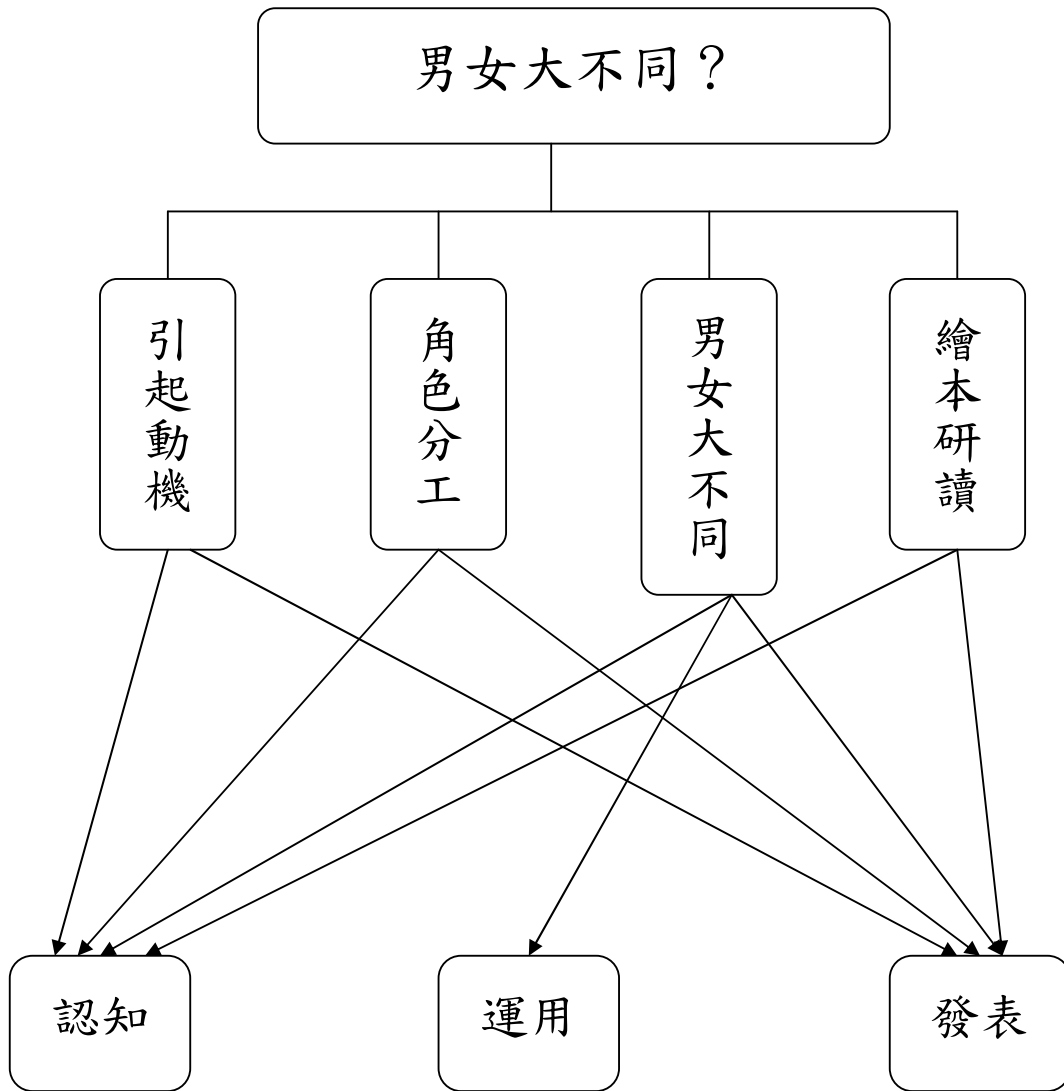 男女大不同？
引起動機
角色分工
男女大不同
繪本研讀
認知
運用
發表